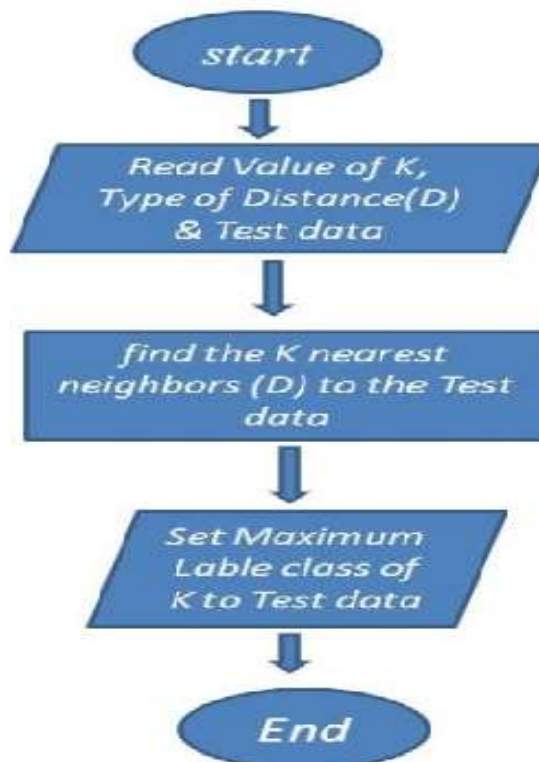 start
Read Value of K,
Type of Distance(D)
& Test data
find the K nearest
neighbors (D) to the Test
data
Set Maximum
Lable class of
K to Test data
End